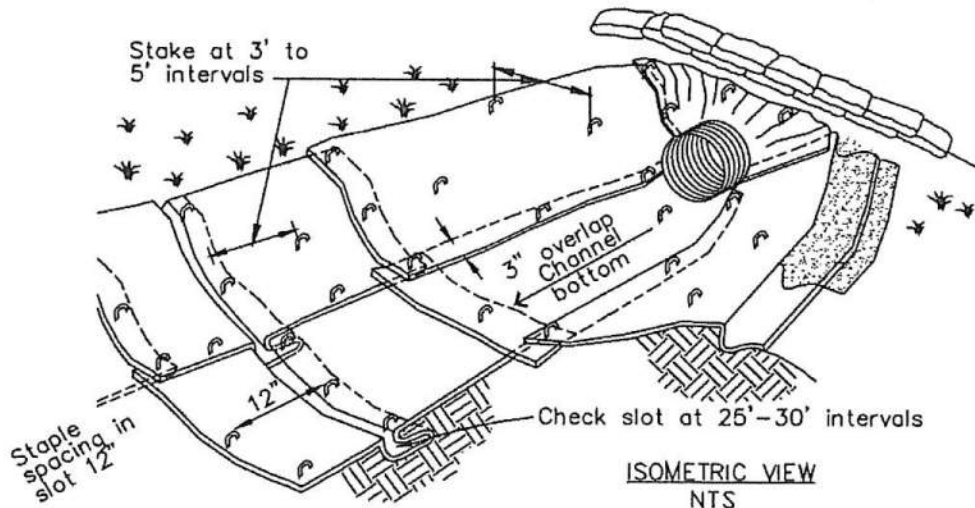 Stake at 3' to
5' intervals
3" overlap
Channel
bottom
12"
Staple
spacing in
slot 12"
Check slot at 25'-30' intervals
ISOMETRIC VIEW
NTS